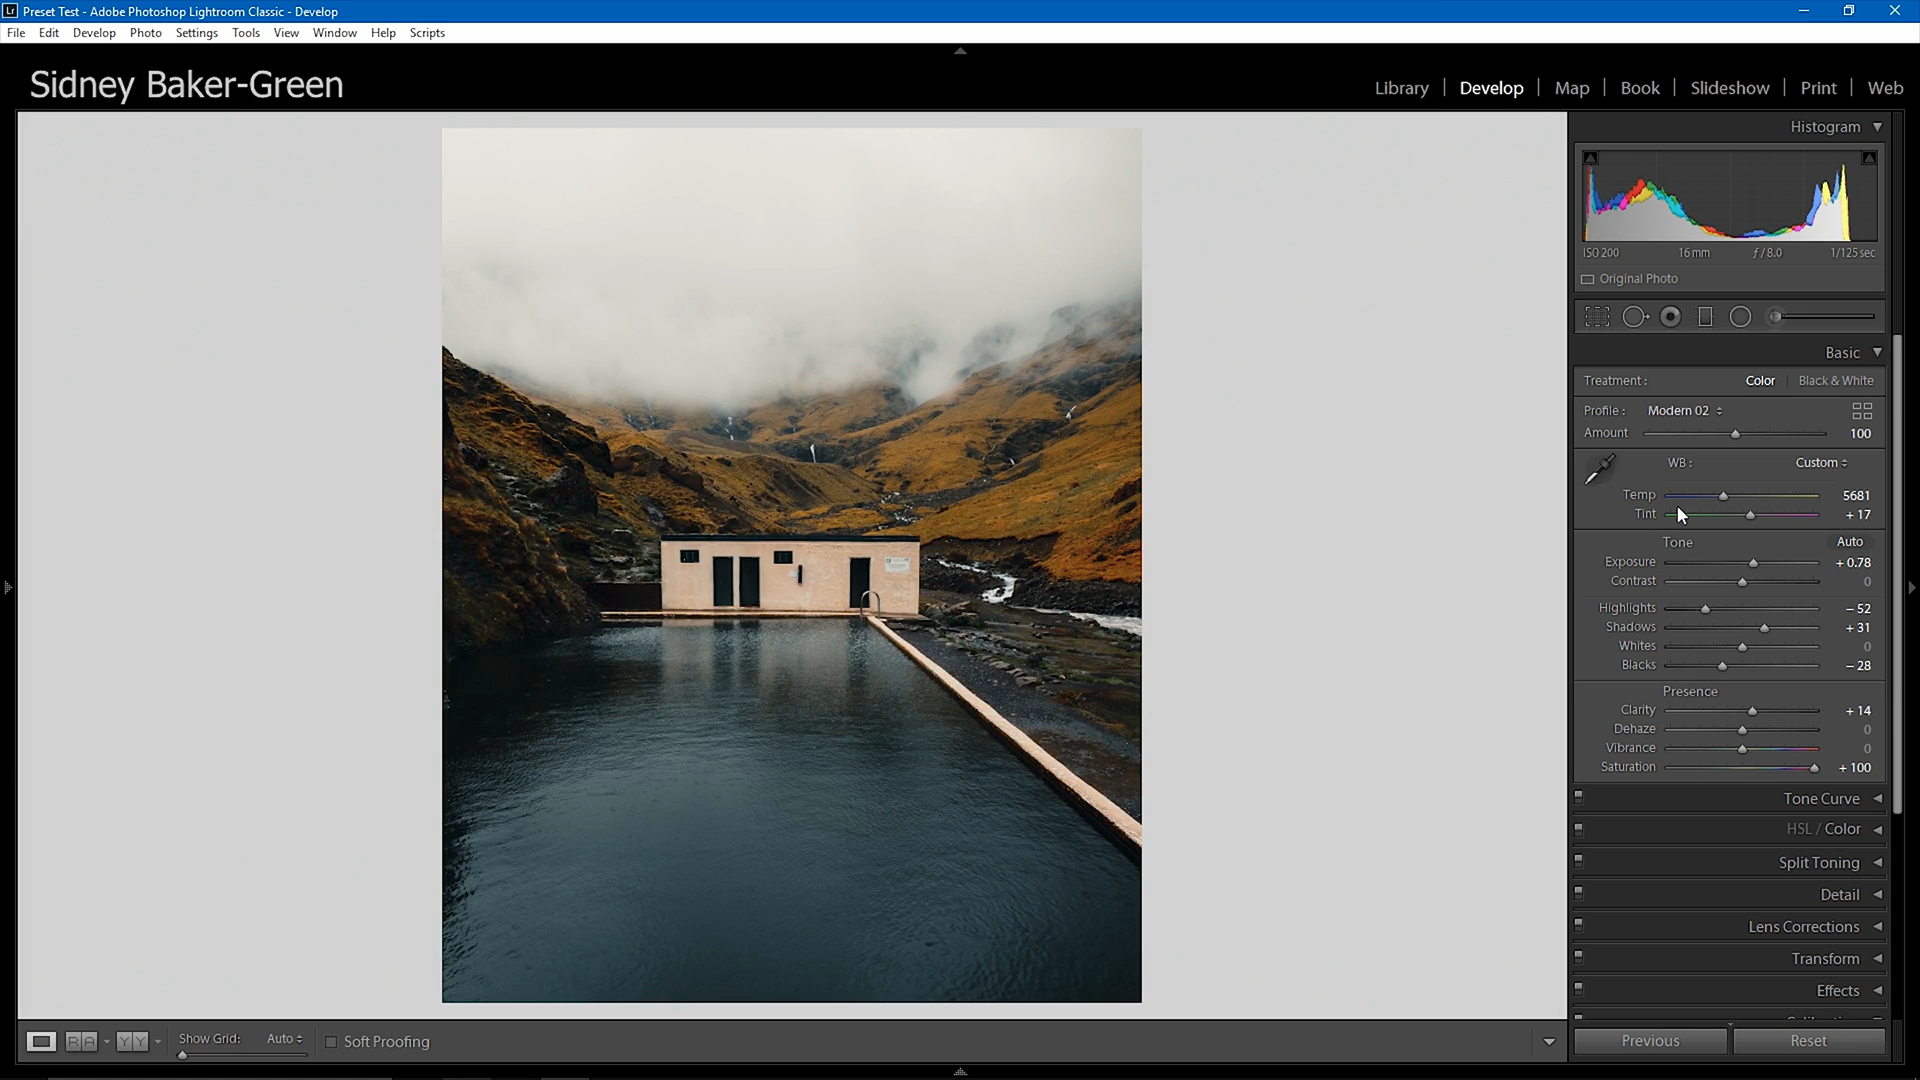 Lr Preset Test - Adobe Photoshop Lightroom Classic - Develop
File Edit Develop Photo Settings Tools View Window Help Scripts
Sidney Baker-Green
Library | Develop | Map | Book | Slideshow | Print | Web
Histogram
ISO 200 16 mm ƒ / 8.0 1/125 sec
Original Photo
Basic
Treatment : Color Black & White
Profile : Modern 02
Amount 100
WB : Custom
Temp 5681
Tint + 17
Tone Auto
Exposure + 0.78
Contrast 0
Highlights – 52
Shadows + 31
Whites 0
Blacks – 28
Presence
Clarity + 14
Dehaze 0
Vibrance 0
Saturation + 100
Tone Curve
HSL / Color
Split Toning
Detail
Lens Corrections
Transform
Effects
R A Y Y Show Grid: Auto Soft Proofing
Previous Reset